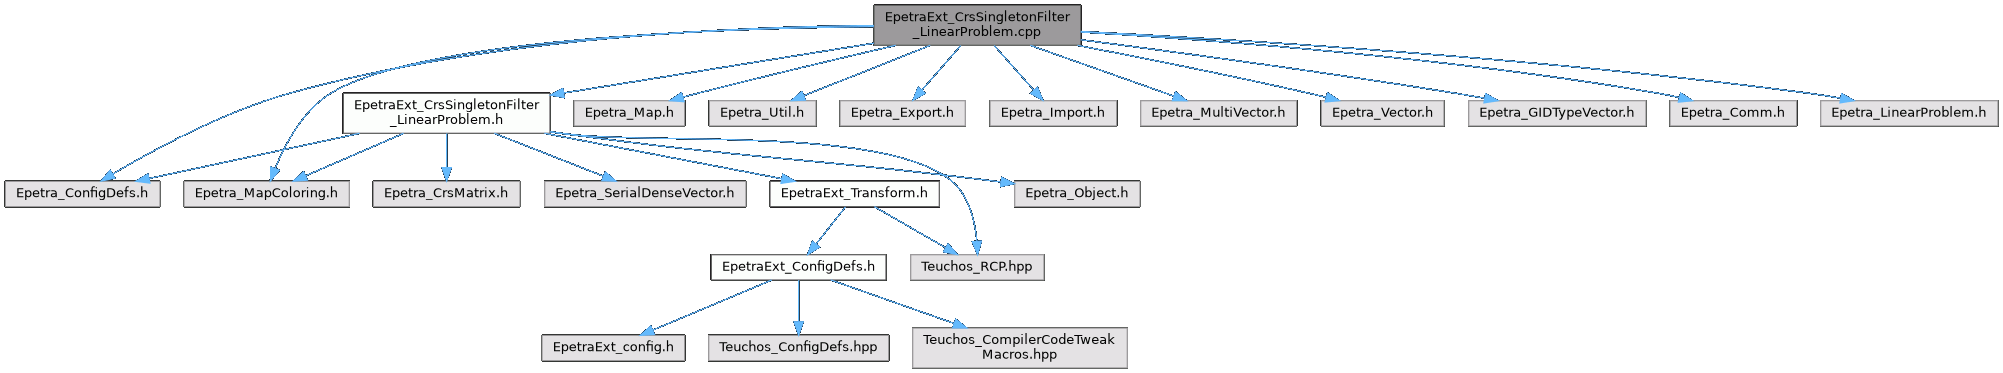 EpetraExt_CrsSingletonFilter
_LinearProblem.cpp
EpetraExt_CrsSingletonFilter
_LinearProblem.h
Epetra_Map.h
Epetra_Util.h
Epetra_Export.h
Epetra_Import.h
Epetra_MultiVector.h
Epetra_Vector.h
Epetra_GIDTypeVector.h
Epetra_Comm.h
Epetra_LinearProblem.h
Epetra_ConfigDefs.h
Epetra_MapColoring.h
Epetra_CrsMatrix.h
Epetra_SerialDenseVector.h
EpetraExt_Transform.h
Epetra_Object.h
EpetraExt_ConfigDefs.h
Teuchos_RCP.hpp
EpetraExt_config.h
Teuchos_ConfigDefs.hpp
Teuchos_CompilerCodeTweak
Macros.hpp